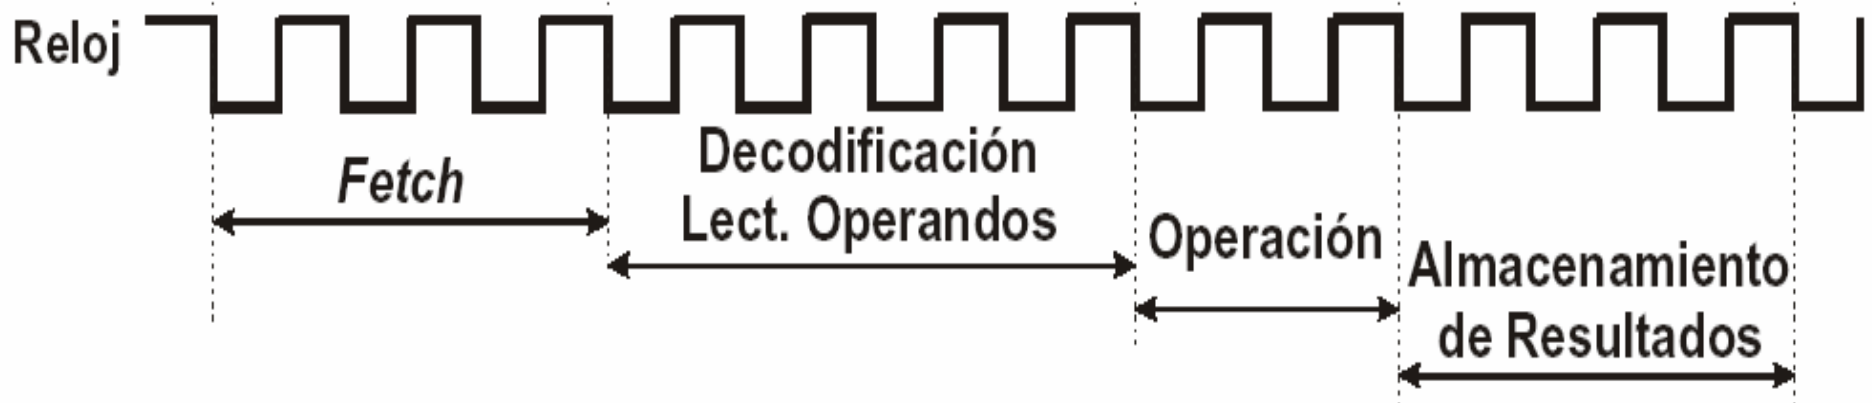 Reloj
Fetch
Decodificación
Lect. Operandos
Operación
Almacenamiento
de Resultados